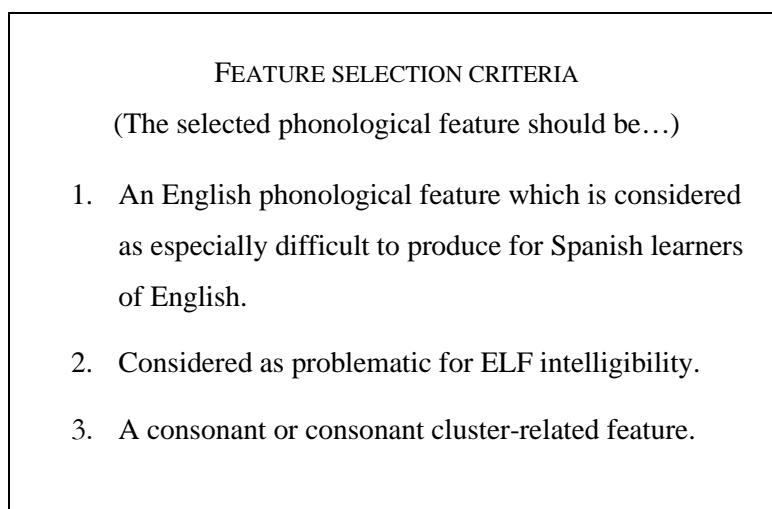 FEATURE SELECTION CRITERIA
(The selected phonological feature should be…)
1. An English phonological feature which is considered
as especially difficult to produce for Spanish learners
of English.
2. Considered as problematic for ELF intelligibility.
3. A consonant or consonant cluster-related feature.